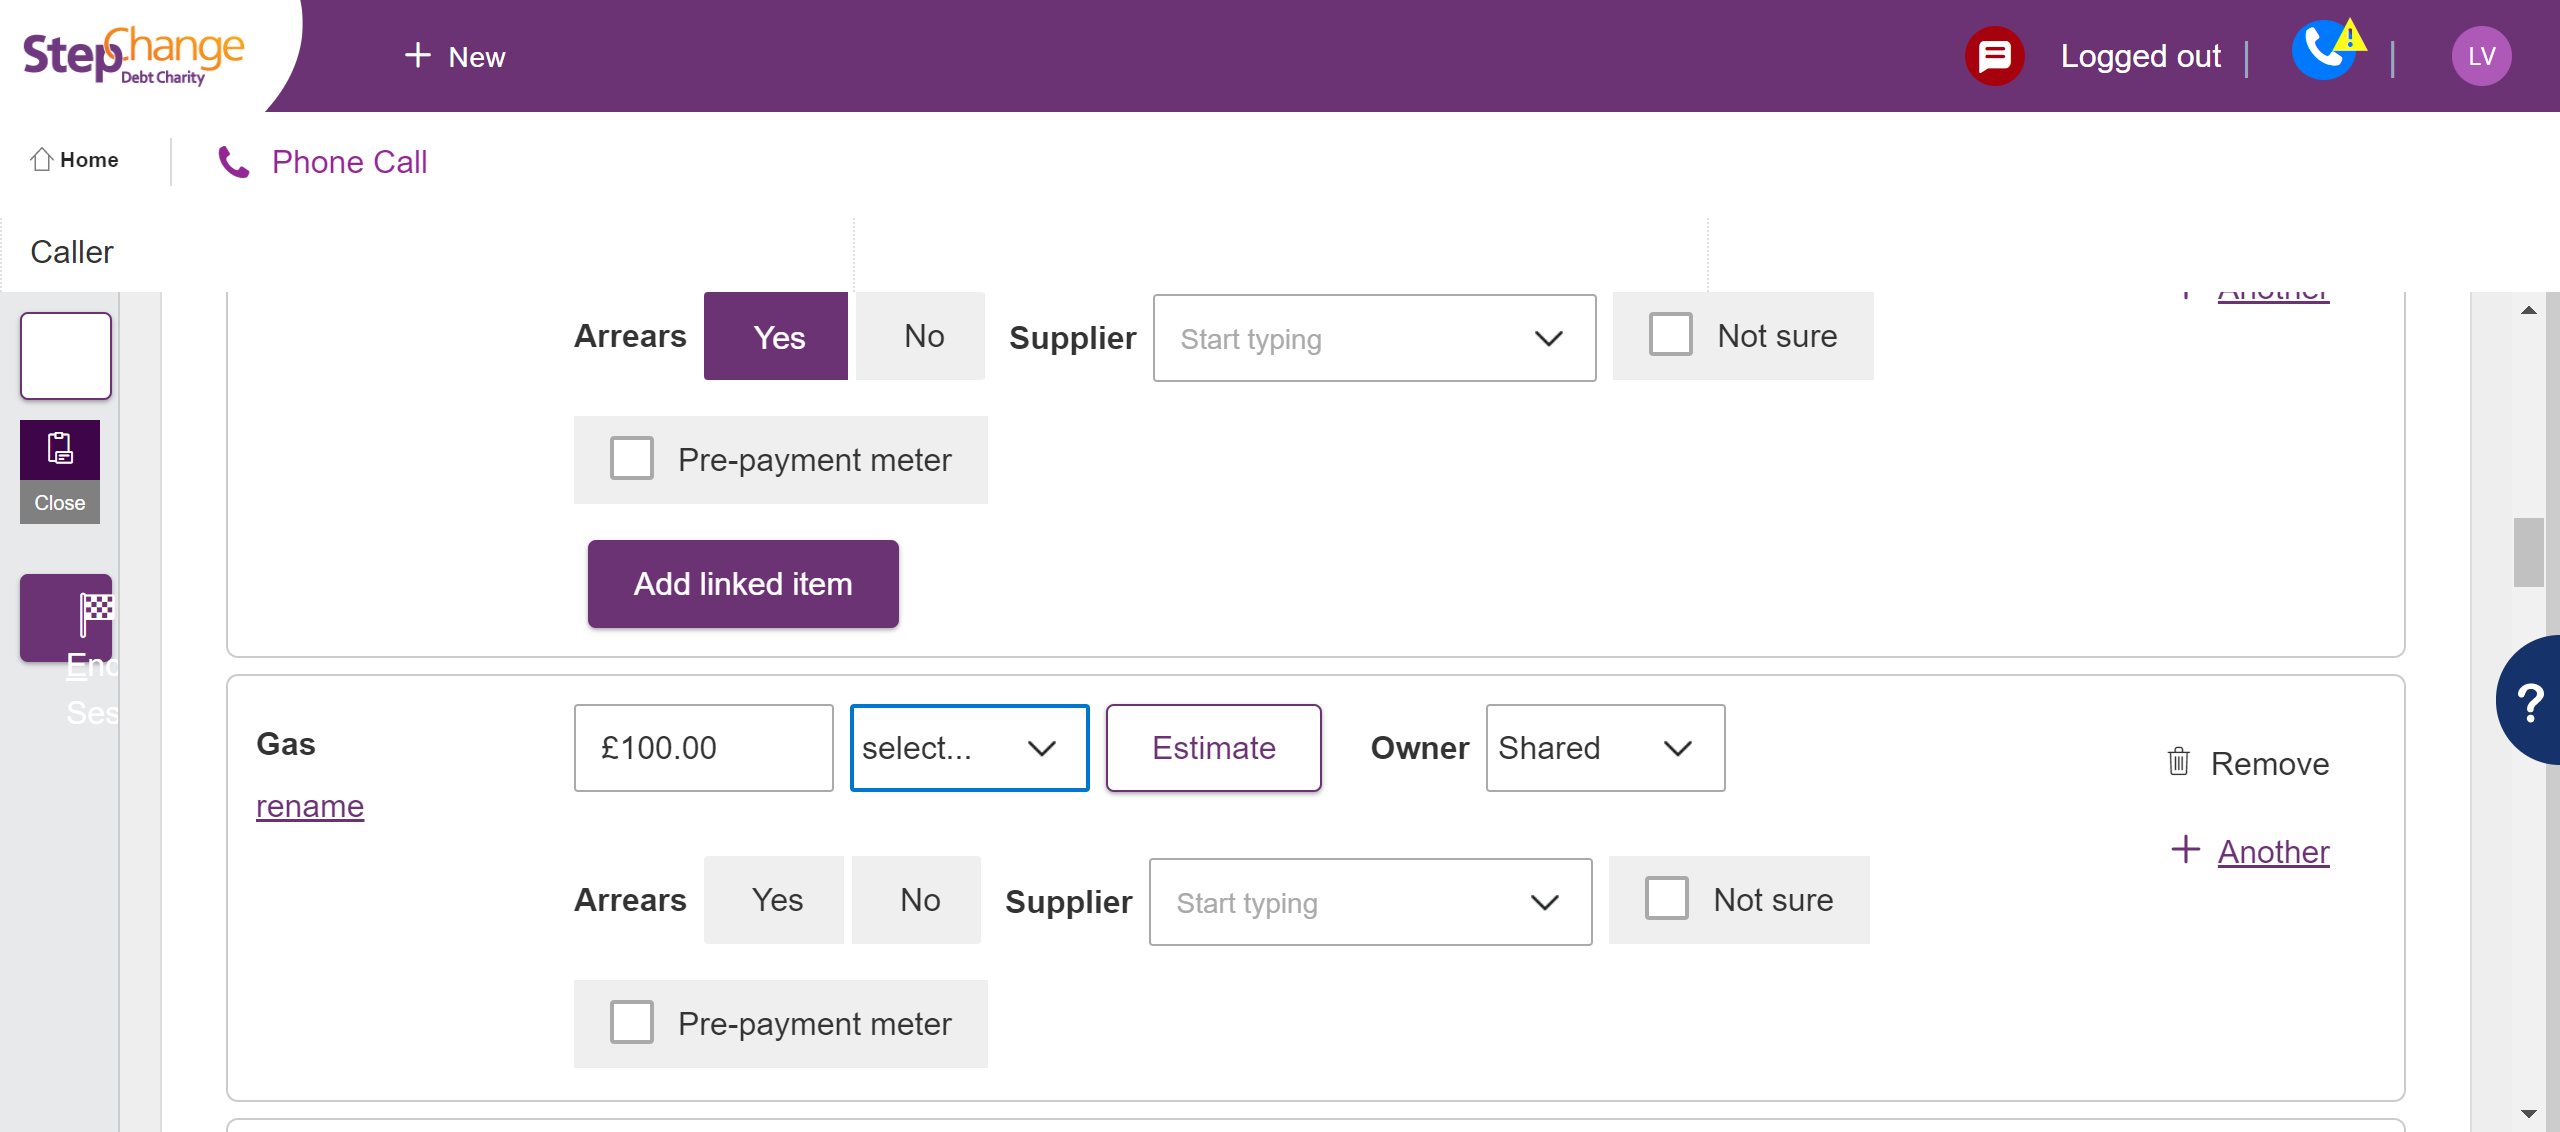 StepChange
Debt Charity
+ New
Logged out
LV
Home
Phone Call
Caller
Another
Arrears Yes No Supplier Start typing Not sure
Close
Pre-payment meter
Add linked item
End
Ses
Gas £100.00 select... Estimate Owner Shared
Remove
rename
+ Another
Arrears Yes No Supplier Start typing Not sure
Pre-payment meter
?